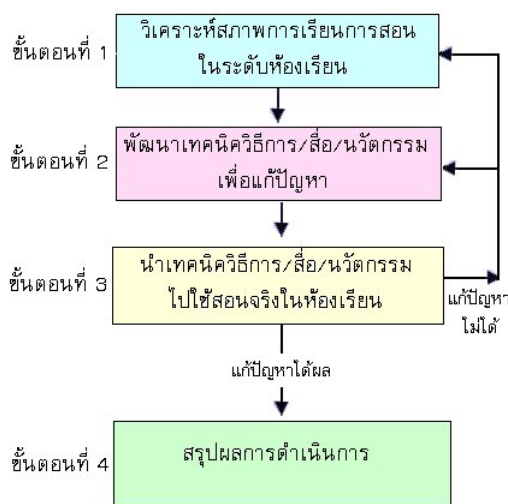 ขั้นตอนที่ 1
วิเคราะห์สภาพการเรียนการสอน
ในระดับห้องเรียน
ขั้นตอนที่ 2
พัฒนาเทคนิควิธีการ/สื่อ/นวัตกรรม
เพื่อแก้ปัญหา
ขั้นตอนที่ 3
นำเทคนิควิธีการ/สื่อ/นวัตกรรม
ไปใช้สอนจริงในห้องเรียน
แก้ปัญหา
ไม่ได้
แก้ปัญหาได้ผล
ขั้นตอนที่ 4
สรุปผลการดำเนินการ